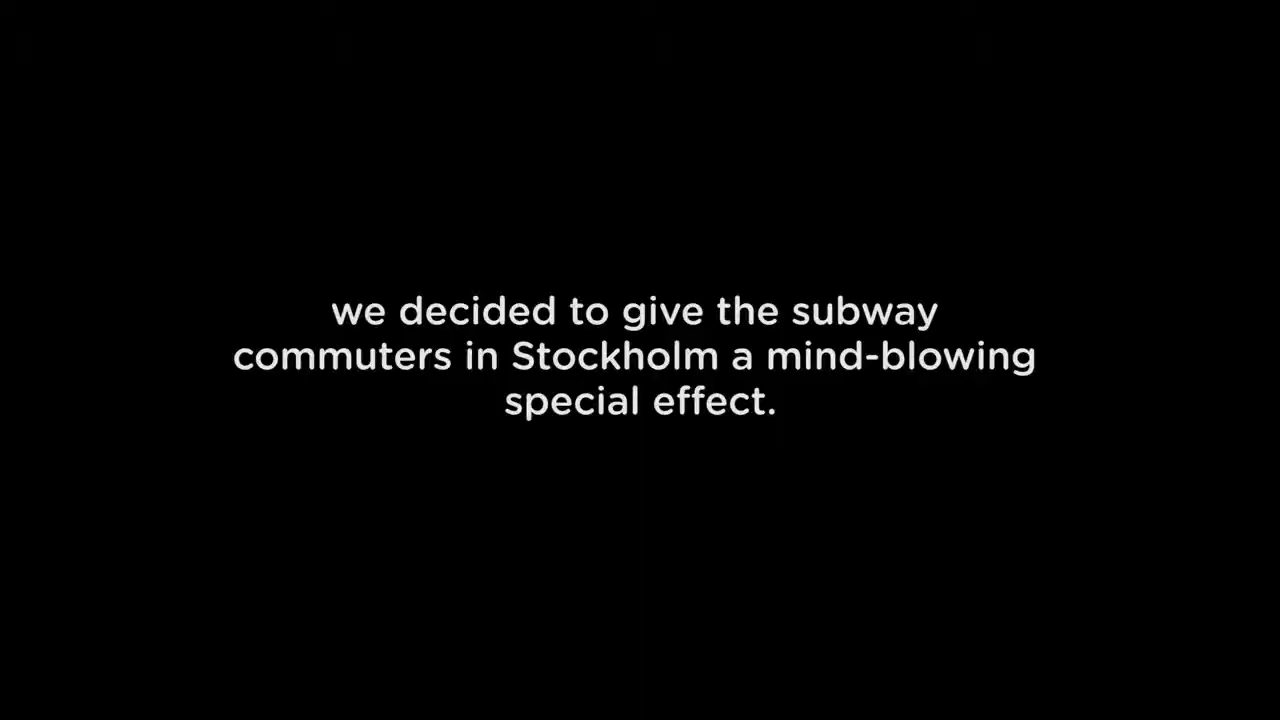 we decided to give the subway
commuters in Stockholm a mind-blowing
special effect.